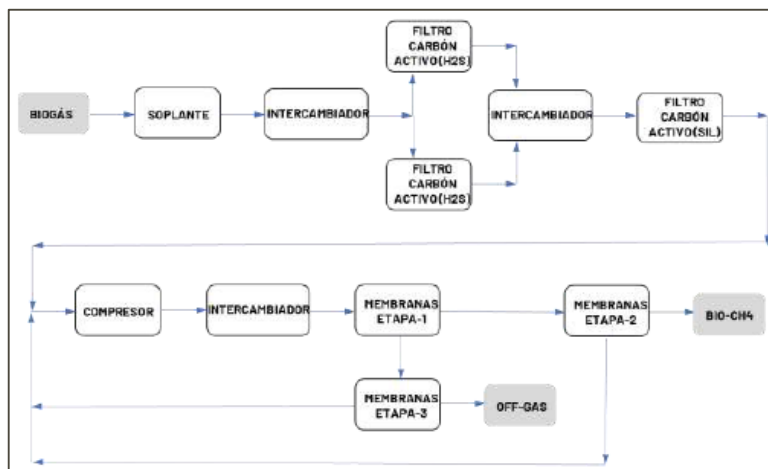 FILTRO
CARBÓN
ACTIVO(H2S)
BIOGÁS
SOPLANTE
INTERCAMBIADOR
INTERCAMBIADOR
FILTRO
CARBÓN
ACTIVO(SIL)
FILTRO
CARBÓN
ACTIVO(H2S)
COMPRESOR
INTERCAMBIADOR
MEMBRANAS
ETAPA-1
MEMBRANAS
ETAPA-2
BIO-CH4
MEMBRANAS
ETAPA-3
OFF-GAS